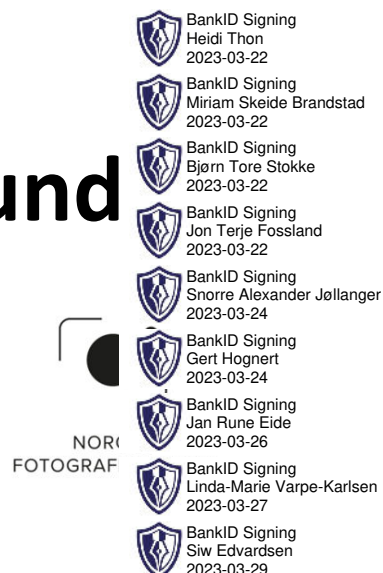 BankID Signing
Heidi Thon
2023-03-22
BankID Signing
Miriam Skeide Brandstad
2023-03-22
BankID Signing
Bjørn Tore Stokke
2023-03-22
und
BankID Signing
Jon Terje Fossland
2023-03-22
BankID Signing
Snorre Alexander Jøllanger
2023-03-24
BankID Signing
Gert Hognert
2023-03-24
BankID Signing
Jan Rune Eide
2023-03-26
NOR
FOTOGRAF
BankID Signing
Linda-Marie Varpe-Karlsen
2023-03-27
BankID Signing
Siw Edvardsen
2023-03-29